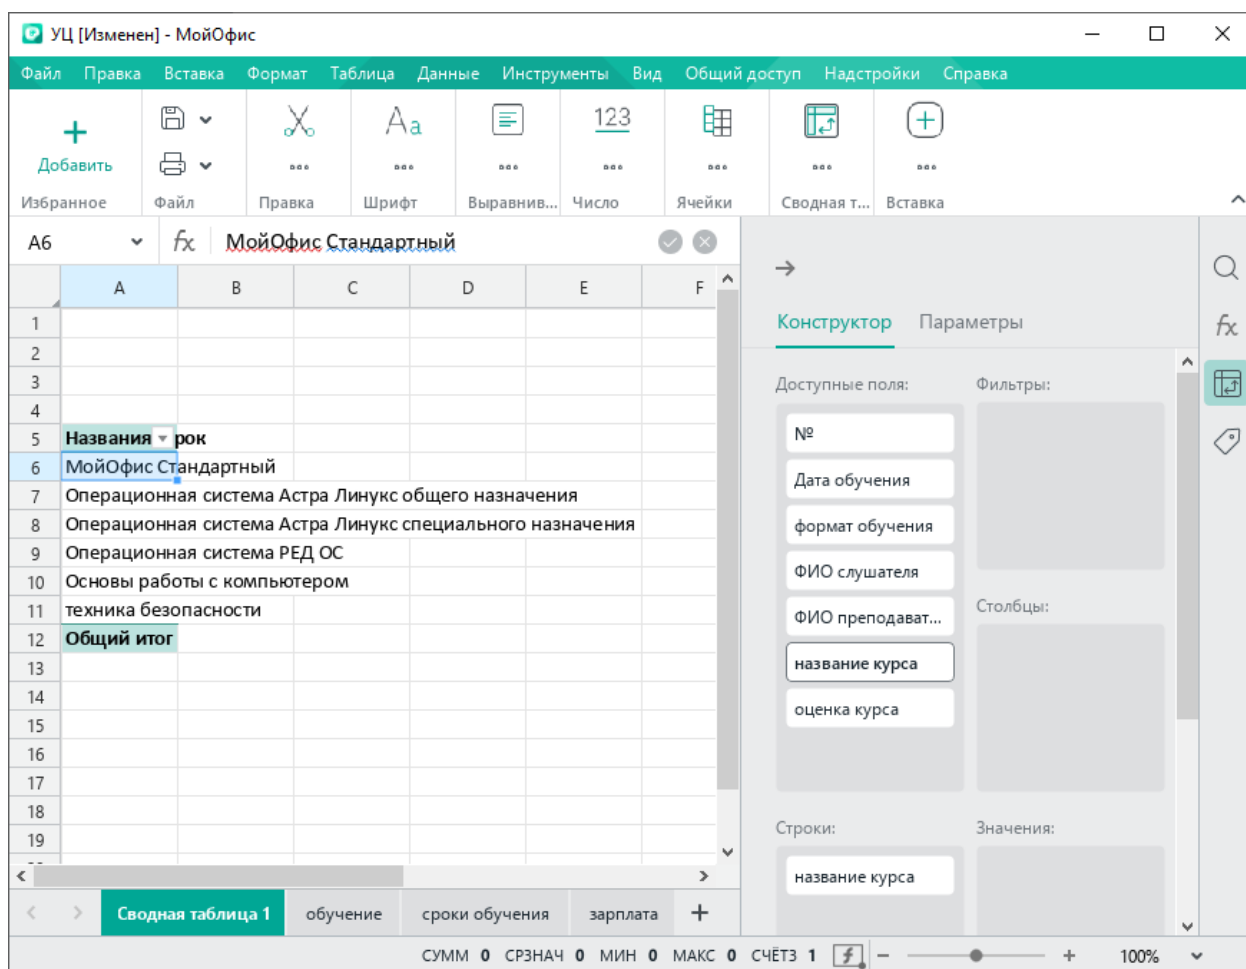 УЦ [Изменен] - МойОфис
Файл Правка Вставка Формат Таблица Данные Инструменты Вид Общий доступ Надстройки Справка
Aa 123
Добавить
Избранное Файл Правка Шрифт Выравнив... Число Ячейки Сводная т... Вставка
A6 fx МойОфис Стандартный
A B C D E F
Конструктор Параметры
Доступные поля: Фильтры:
1
2
3
4
5 Названия рок
6 МойОфис Стандартный
7 Операционная система Астра Линукс общего назначения
8 Операционная система Астра Линукс специального назначения
9 Операционная система РЕД ОС
10 Основы работы с компьютером
11 техника безопасности
12 Общий итог
13
14
15
16
17
18
19
№
Дата обучения
формат обучения
ФИО слушателя
ФИО преподават...
название курса
оценка курса
Столбцы:
Строки: Значения:
название курса
fx
Сводная таблица 1 обучение сроки обучения зарплата
СУММ 0 СРЗНАЧ 0 МИН 0 МАКС 0 СЧЁТЗ 1 100%